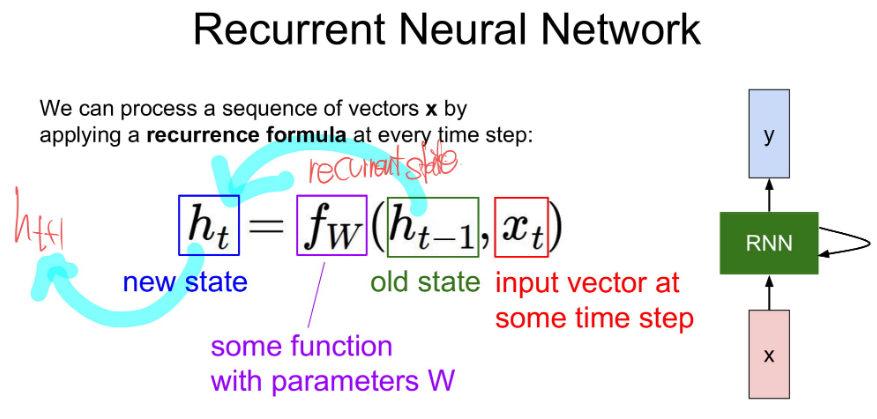 Recurrent Neural Network
We can process a sequence of vectors x by
applying a recurrence formula at every time step:
recurrent state
h_{t+1}
h_t = f_W(h_{t-1}, x_t)
new state
old state
input vector at
some time step
some function
with parameters W
y
RNN
x